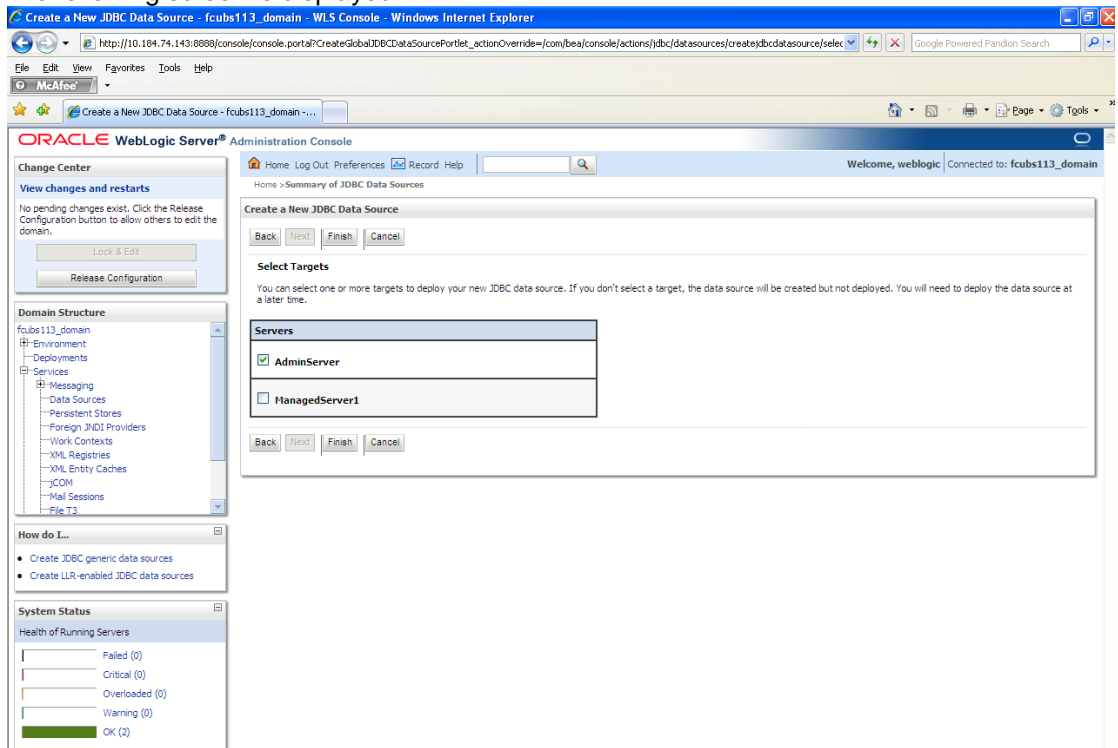 Create a New JDBC Data Source - fcubs113_domain - WLS Console - Windows Internet Explorer
http://10.184.74.143:8888/console/console.portal?CreateGlobalJDBCDataSourcePortlet_actionOverride=/com/bea/console/actions/jdbc/datasources/createjdbcdatasource/selec
Google Powered Pandion Search
File Edit View Favorites Tools Help
McAfee
Create a New JDBC Data Source - fcubs113_domain -...
Page Tools
ORACLE WebLogic Server® Administration Console
Change Center
View changes and restarts
No pending changes exist. Click the Release
Configuration button to allow others to edit the
domain.
Lock & Edit
Release Configuration
Domain Structure
fcubs113_domain
Environment
Deployments
Services
Messaging
Data Sources
Persistent Stores
Foreign JNDI Providers
Work Contexts
XML Registries
XML Entity Caches
jCOM
Mail Sessions
File T3
How do I...
Create JDBC generic data sources
Create LLR-enabled JDBC data sources
System Status
Health of Running Servers
Failed (0)
Critical (0)
Overloaded (0)
Warning (0)
OK (2)
Home Log Out Preferences Record Help
Welcome, weblogic Connected to: fcubs113_domain
Home >Summary of JDBC Data Sources
Create a New JDBC Data Source
Back Next Finish Cancel
Select Targets
You can select one or more targets to deploy your new JDBC data source. If you don't select a target, the data source will be created but not deployed. You will need to deploy the data source at
a later time.
Servers
AdminServer
ManagedServer1
Back Next Finish Cancel